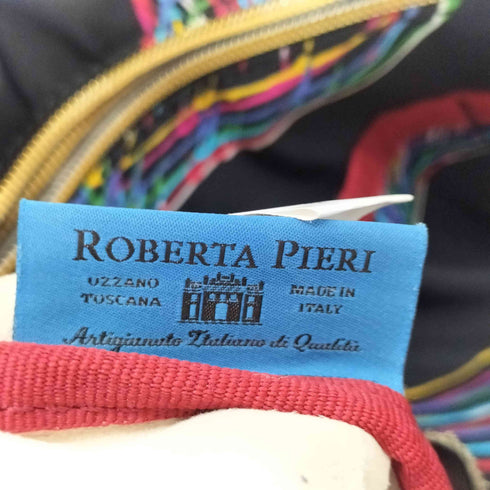 ROBERTA PIERI
UZZANO
TOSCANA
MADE IN
ITALY
Artigianato Italiano di Qualità